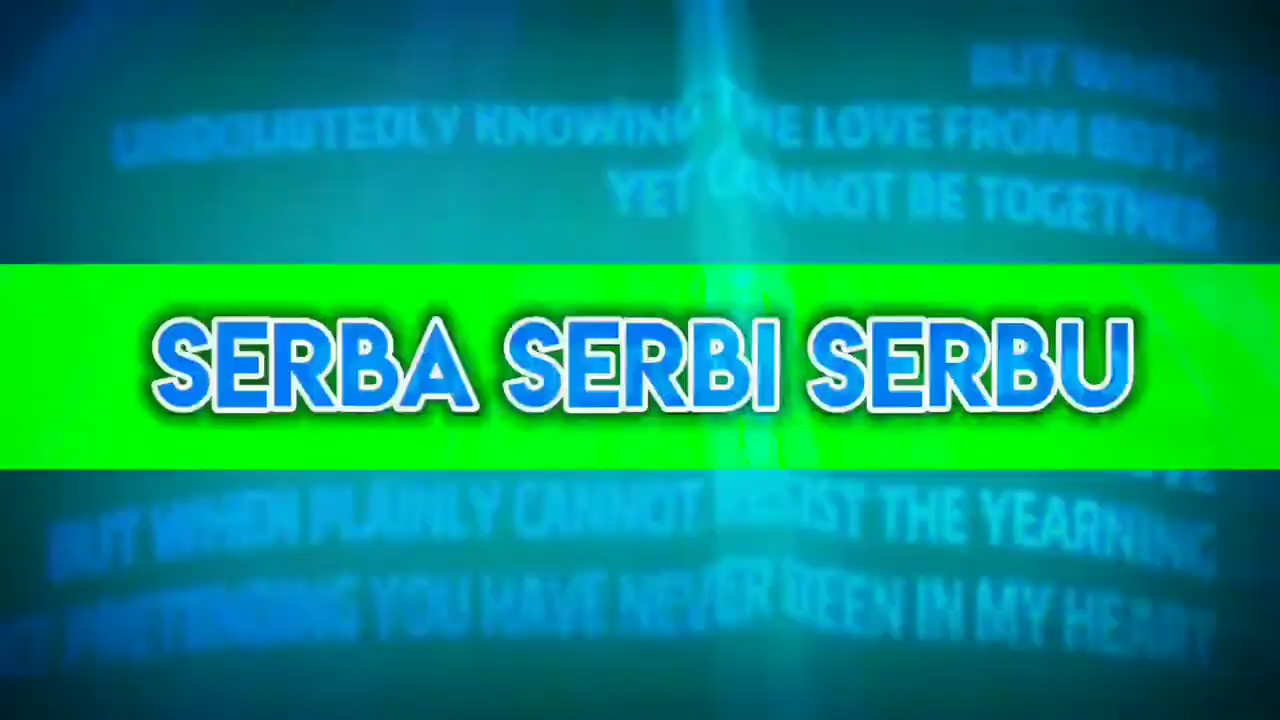 BUT WHEN
UNDOUBTEDLY KNOWING THE LOVE FROM BOTH
YET CANNOT BE TOGETHER
SERBA SERBI SERBU
BUT WHEN PLAINLY CANNOT RESIST THE YEARNING
PRETENDING YOU HAVE NEVER BEEN IN MY HEART